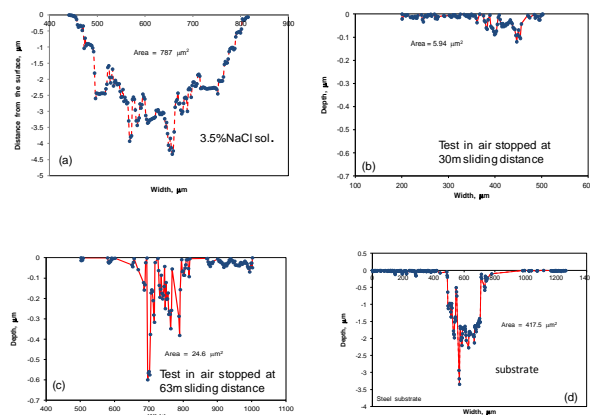 400 500 600 700 800 900
0
-0.5
-1
-1.5
-2
-2.5
-3
-3.5
-4
-4.5
-5
Distance from the surface, µm
Area = 787 µm²
3.5%NaCl sol.
(a)
Width, µm
100 200 300 400 500 600
0
-0.1
-0.2
-0.3
-0.4
-0.5
-0.6
-0.7
Depth, µm
Area = 5.94 µm²
Test in air stopped at
30m sliding distance
(b)
Width, µm
0
-0.1
-0.2
-0.3
-0.4
-0.5
-0.6
-0.7
Depth, µm
Area = 24.6 µm²
Test in air stopped at
63m sliding distance
(c)
400 500 600 700 800 900 1000 1100
0.5
0
-0.5
-1
-1.5
-2
-2.5
-3
-3.5
-4
0 200 400 600 800 1000 1200 140
Depth, µm
Area = 417.5 µm²
substrate
Steel substrate
(d)
Width, µm